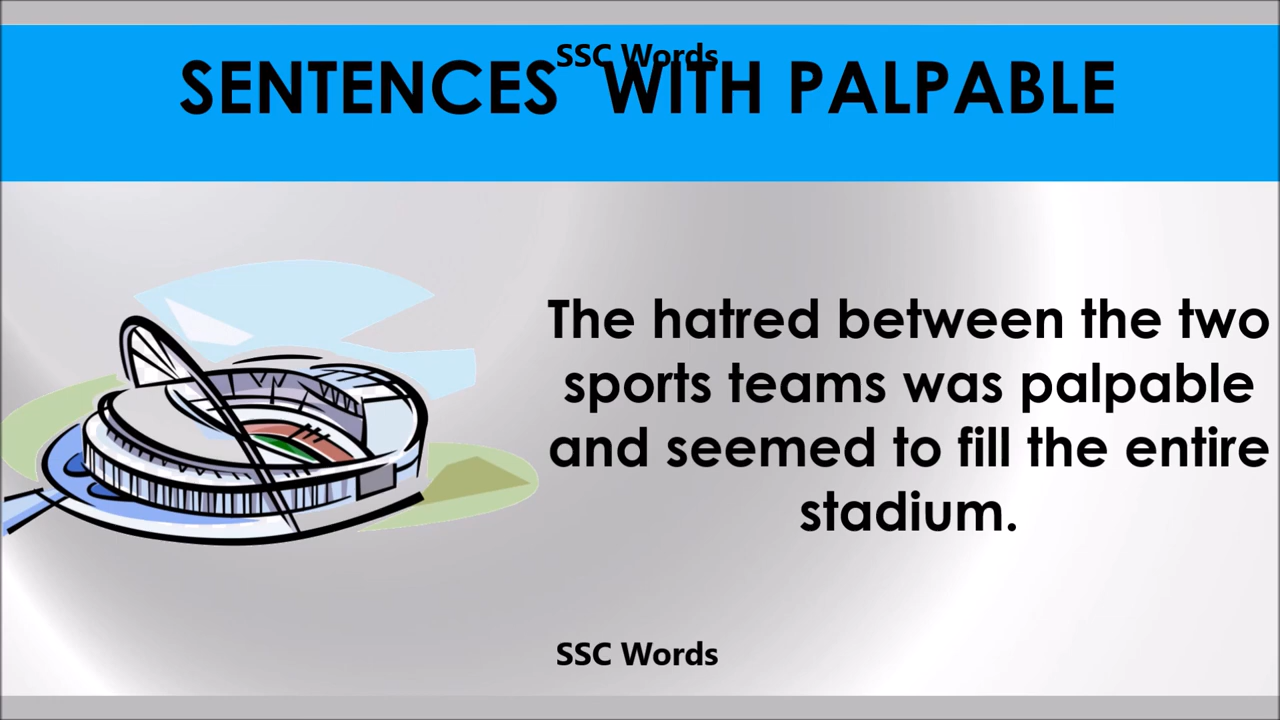 SSC Words
SENTENCES WITH PALPABLE
The hatred between the two
sports teams was palpable
and seemed to fill the entire
stadium.
SSC Words